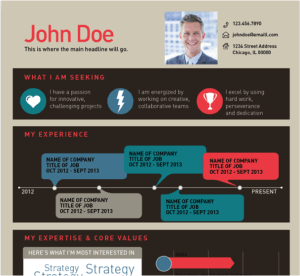 John Doe
This is where the main headline will go.
123.456.7890
johndoe@email.com
1234 Street Address
Chicago, IL 00000
WHAT I AM SEEKING
I have a passion
for innovative,
challenging projects
I am energized by
working on creative,
collaborative teams
I excel by using
hard work,
perseverance
and dedication
MY EXPERIENCE
NAME OF COMPANY
TITLE OF JOB
OCT 2012 - SEPT 2013
NAME OF COMPANY
TITLE OF JOB
OCT 2012 - SEPT 2013
NAME OF COMPANY
TITLE OF JOB
OCT 2012 - SEPT 2013
2012
PRESENT
NAME OF COMPANY
TITLE OF JOB
OCT 2012 - SEPT 2013
NAME OF COMPANY
TITLE OF JOB
OCT 2012 - SEPT 2013
MY EXPERTISE & CORE VALUES
HERE'S WHAT I'M MOST INTERESTED IN
Strategy Strategy
Strategy